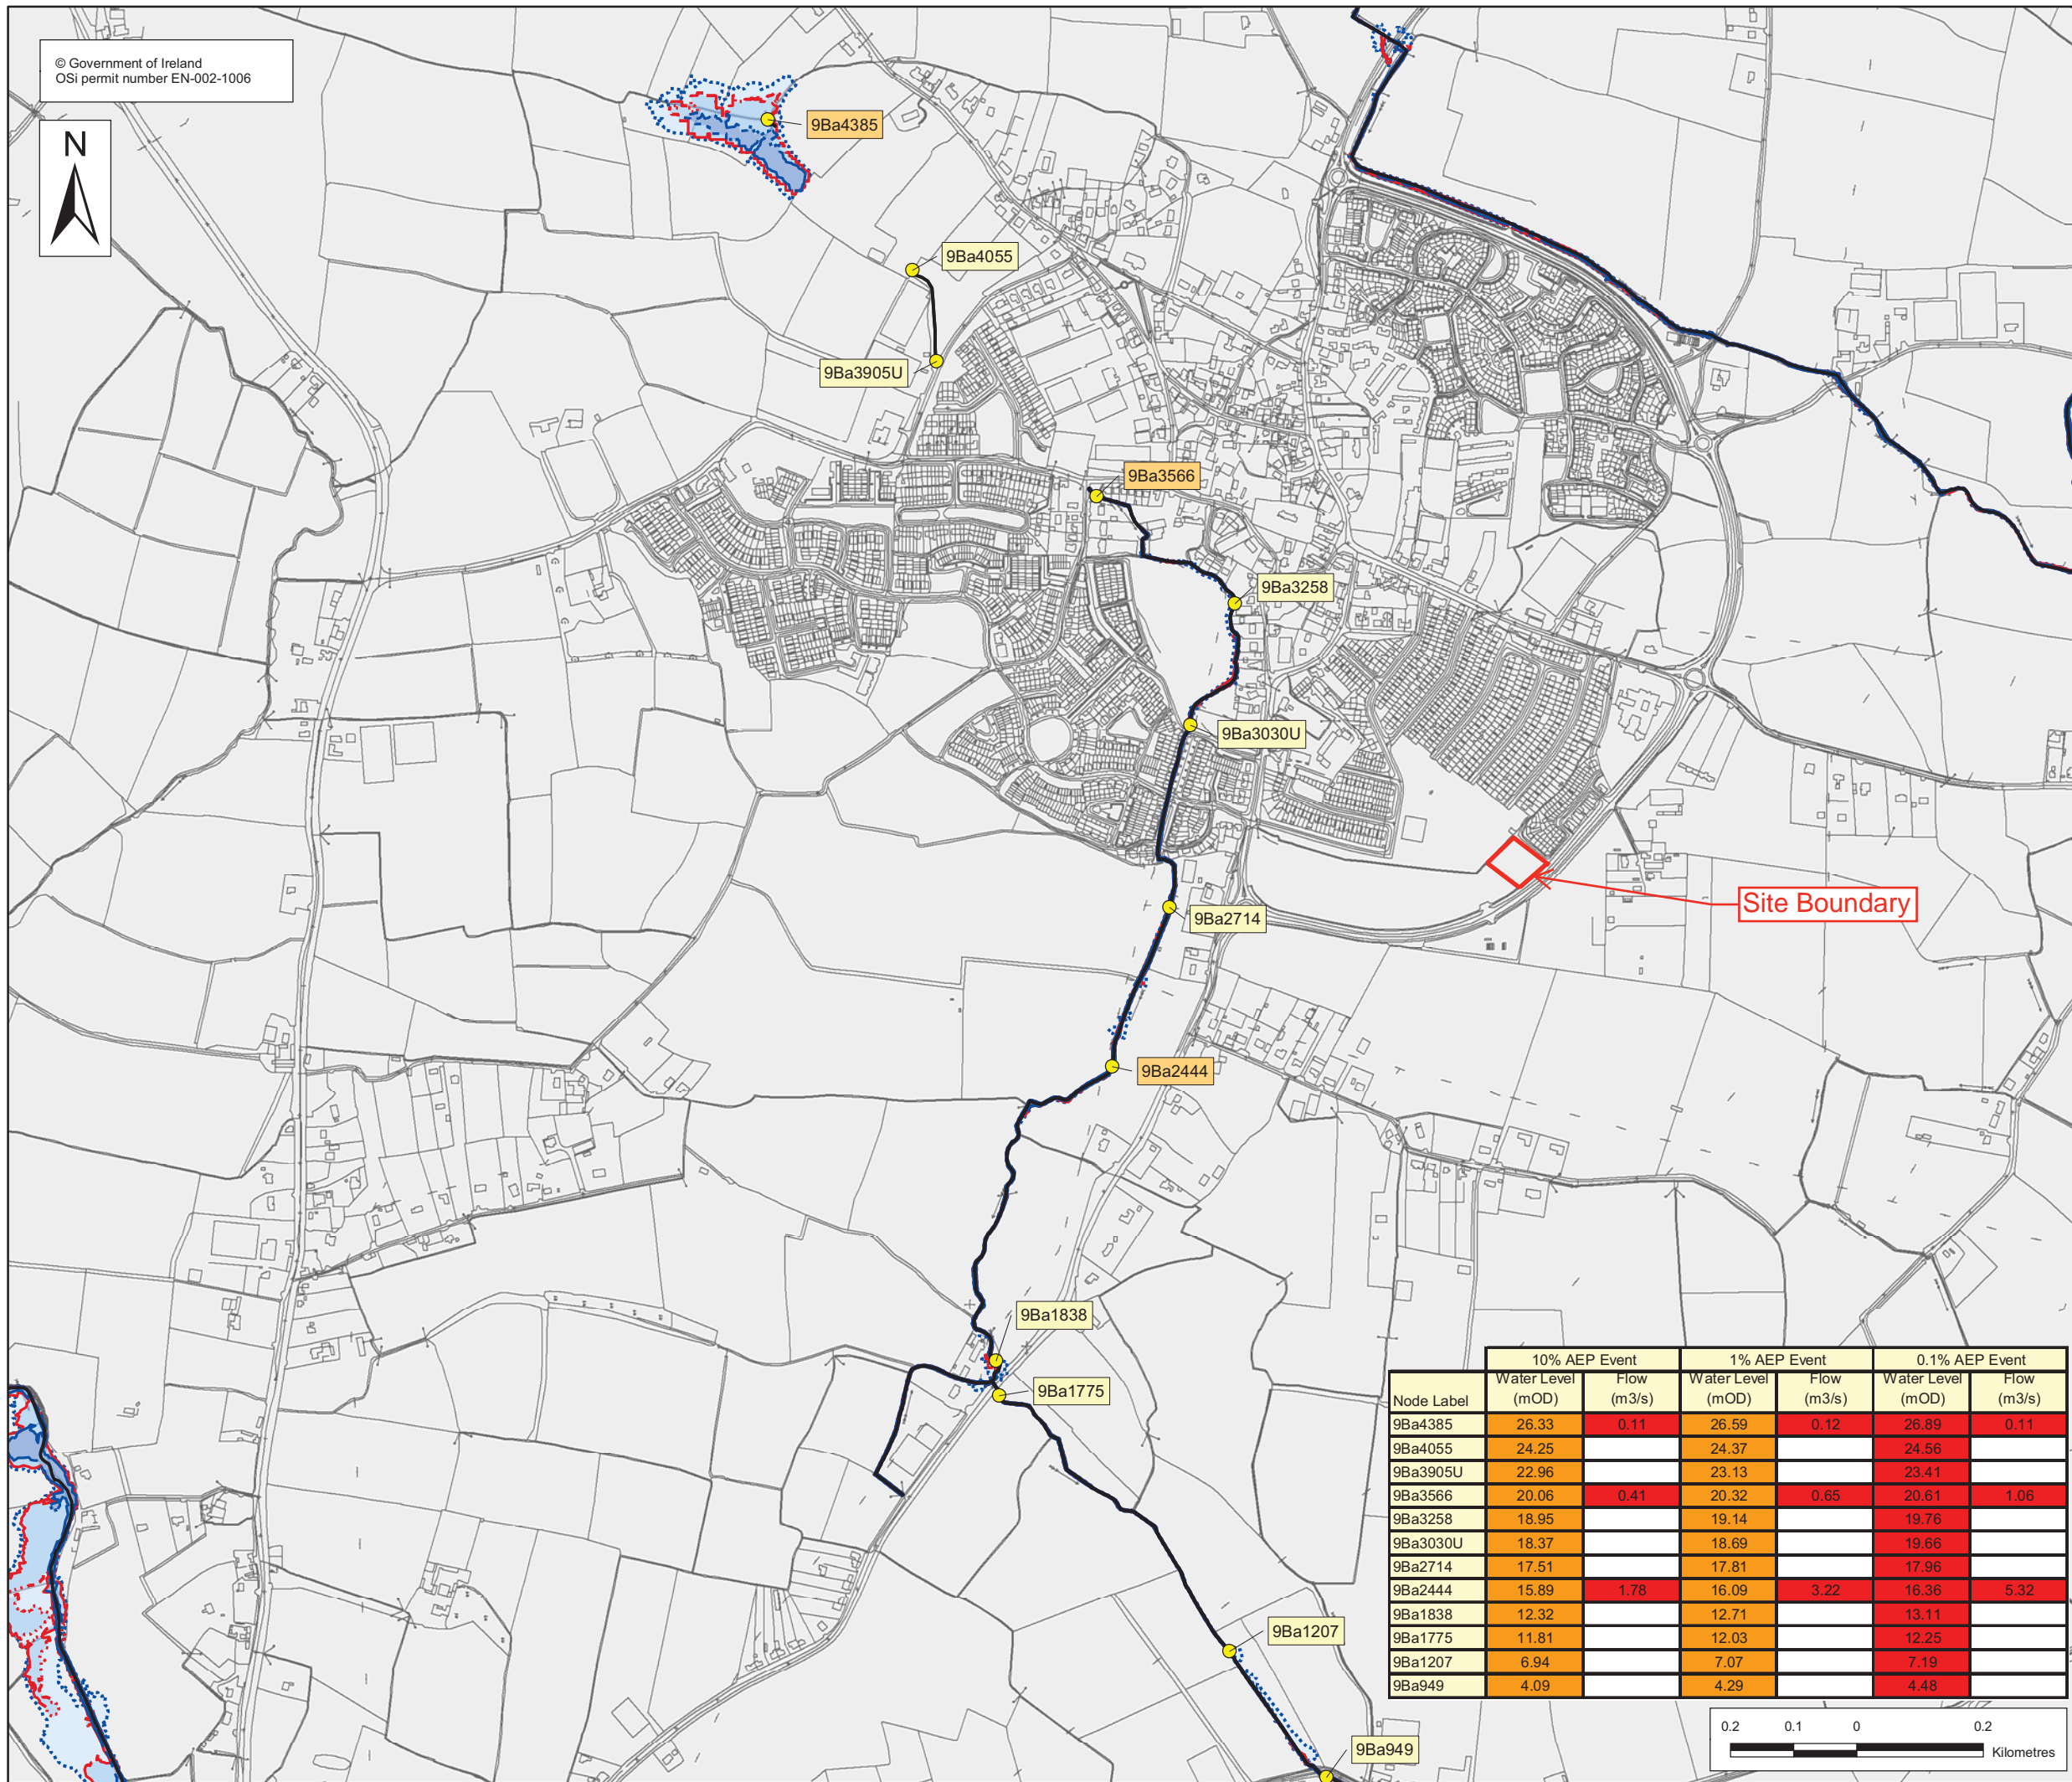 © Government of Ireland
OSi permit number EN-002-1006
N
9Ba4385
9Ba4055
9Ba3905U
9Ba3566
9Ba3258
9Ba3030U
Site Boundary
9Ba2714
9Ba2444
9Ba1838
9Ba1775
9Ba1207
9Ba949
10% AEP Event 1% AEP Event 0.1% AEP Event
Node Label Water Level (mOD) Flow (m3/s) Water Level (mOD) Flow (m3/s) Water Level (mOD) Flow (m3/s)
9Ba4385 26.33 0.11 26.59 0.12 26.89 0.11
9Ba4055 24.25 24.37 24.56
9Ba3905U 22.96 23.13 23.41
9Ba3566 20.06 0.41 20.32 0.65 20.61 1.06
9Ba3258 18.95 19.14 19.76
9Ba3030U 18.37 18.69 19.66
9Ba2714 17.51 17.81 17.96
9Ba2444 15.89 1.78 16.09 3.22 16.36 5.32
9Ba1838 12.32 12.71 13.11
9Ba1775 11.81 12.03 12.25
9Ba1207 6.94 7.07 7.19
9Ba949 4.09 4.29 4.48
0.2 0.1 0 0.2
Kilometres